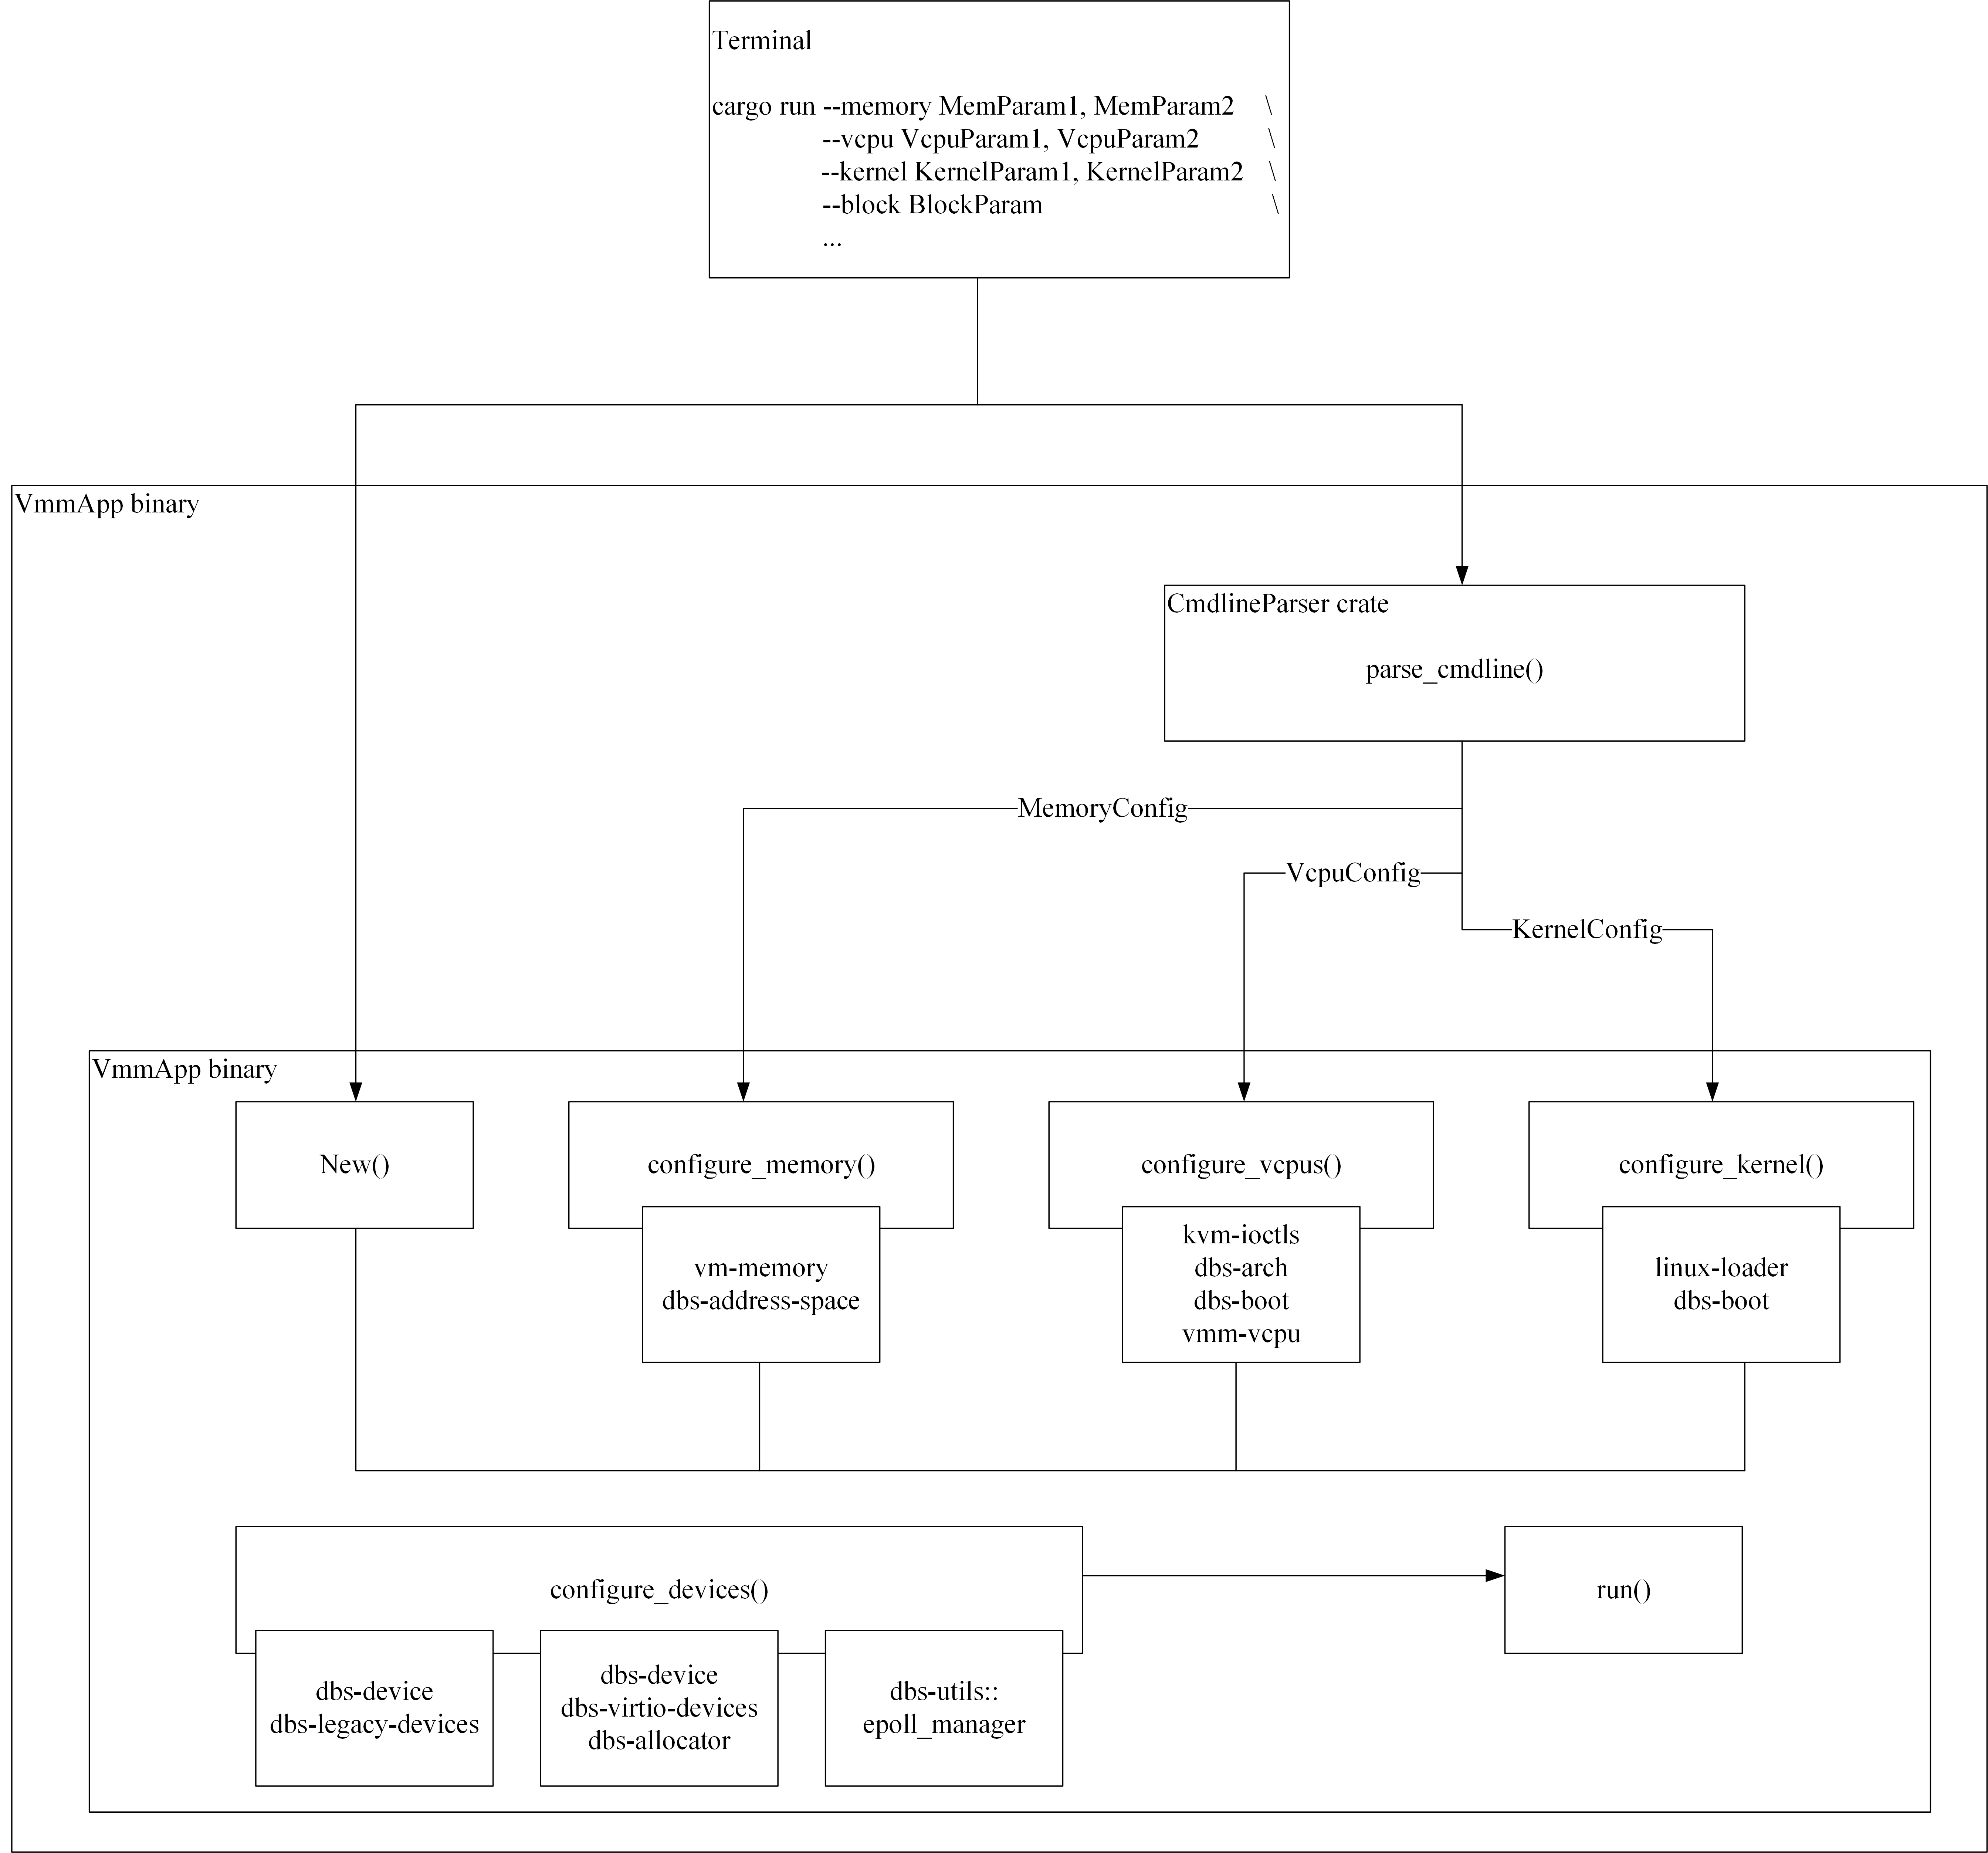 Terminal
cargo run --memory MemParam1, MemParam2 \
--vcpu VcpuParam1, VcpuParam2 \
--kernel KernelParam1, KernelParam2 \
--block BlockParam \
...
VmmApp binary
CmdlineParser crate
parse_cmdline()
MemoryConfig
VcpuConfig
KernelConfig
VmmApp binary
New()
configure_memory()
vm-memory
dbs-address-space
configure_vcpus()
kvm-ioctls
dbs-arch
dbs-boot
vmm-vcpu
configure_kernel()
linux-loader
dbs-boot
configure_devices()
dbs-device
dbs-legacy-devices
dbs-device
dbs-virtio-devices
dbs-allocator
dbs-utils::
epoll_manager
run()